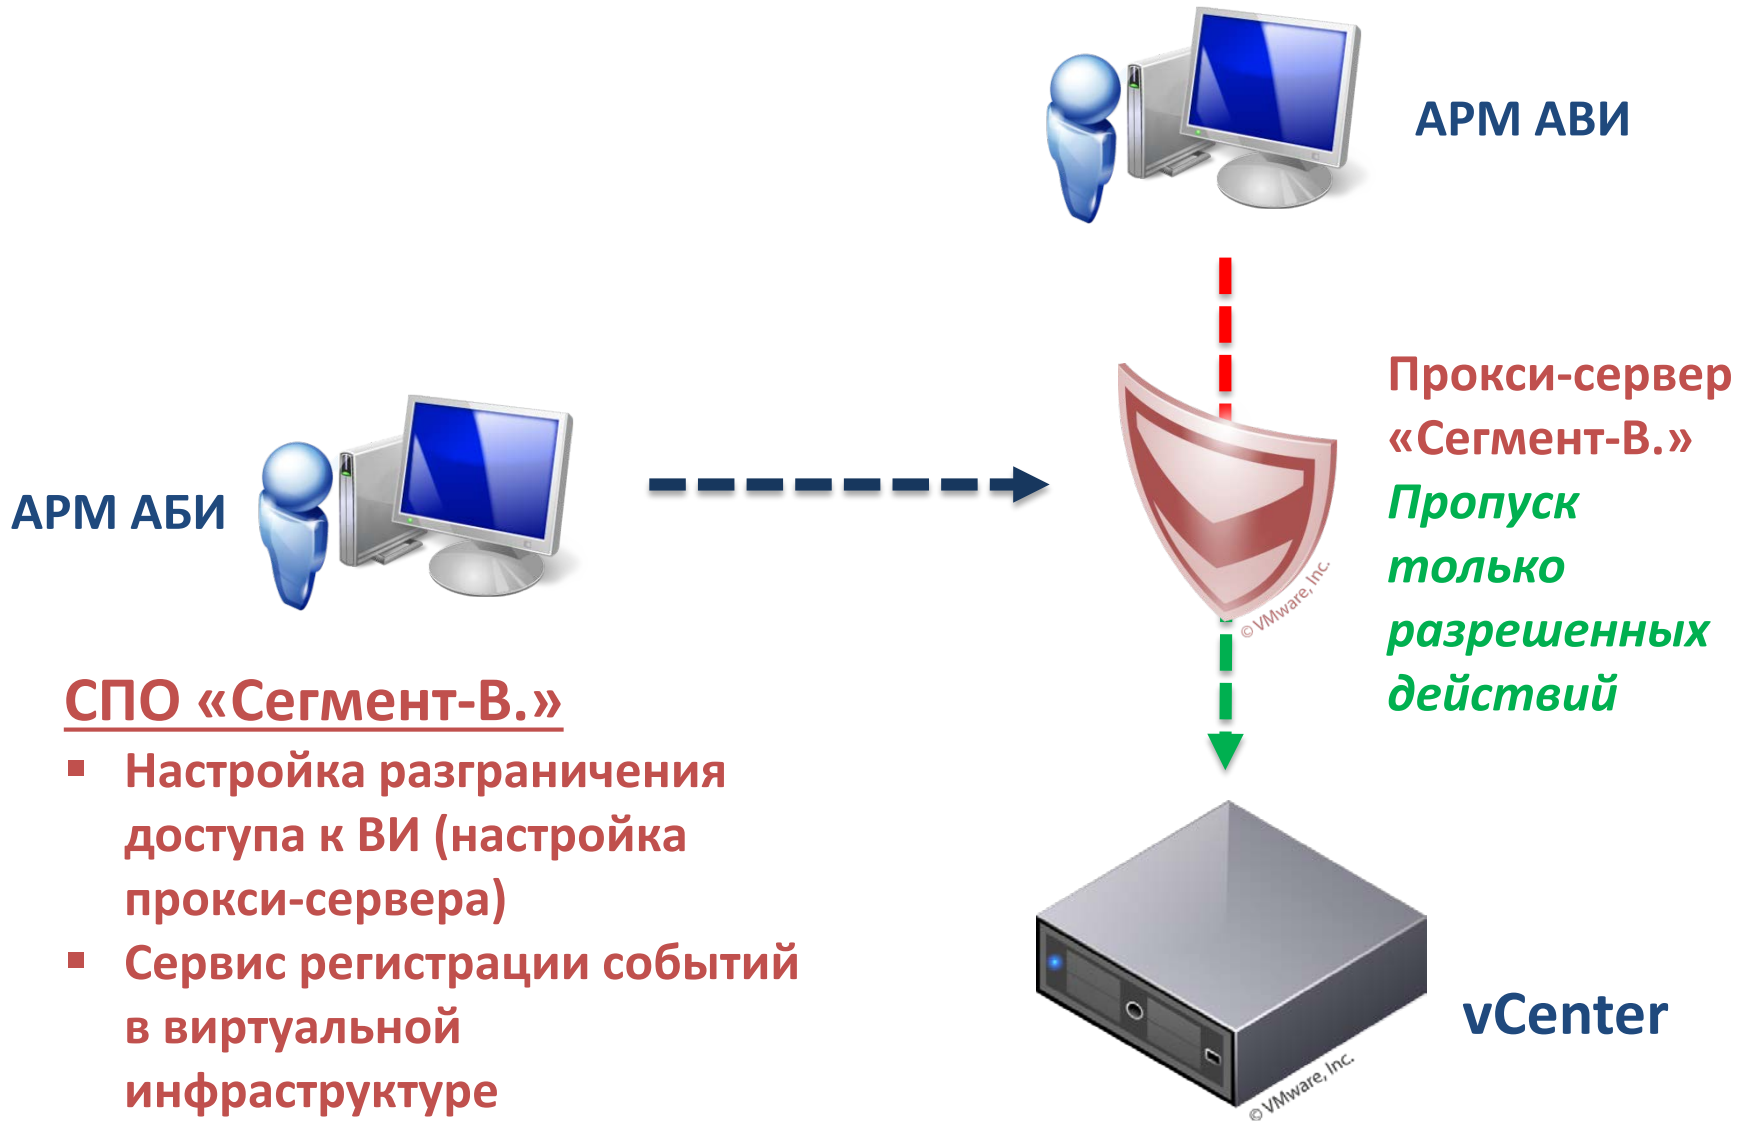 АРМ АВИ
Прокси-сервер
«Сегмент-В.»
Пропуск
только
разрешенных
действий
© VMware, Inc.
АРМ АБИ
СПО «Сегмент-В.»
▪ Настройка разграничения
доступа к ВИ (настройка
прокси-сервера)
▪ Сервис регистрации событий
в виртуальной
инфраструктуре
vCenter
© VMware, Inc.